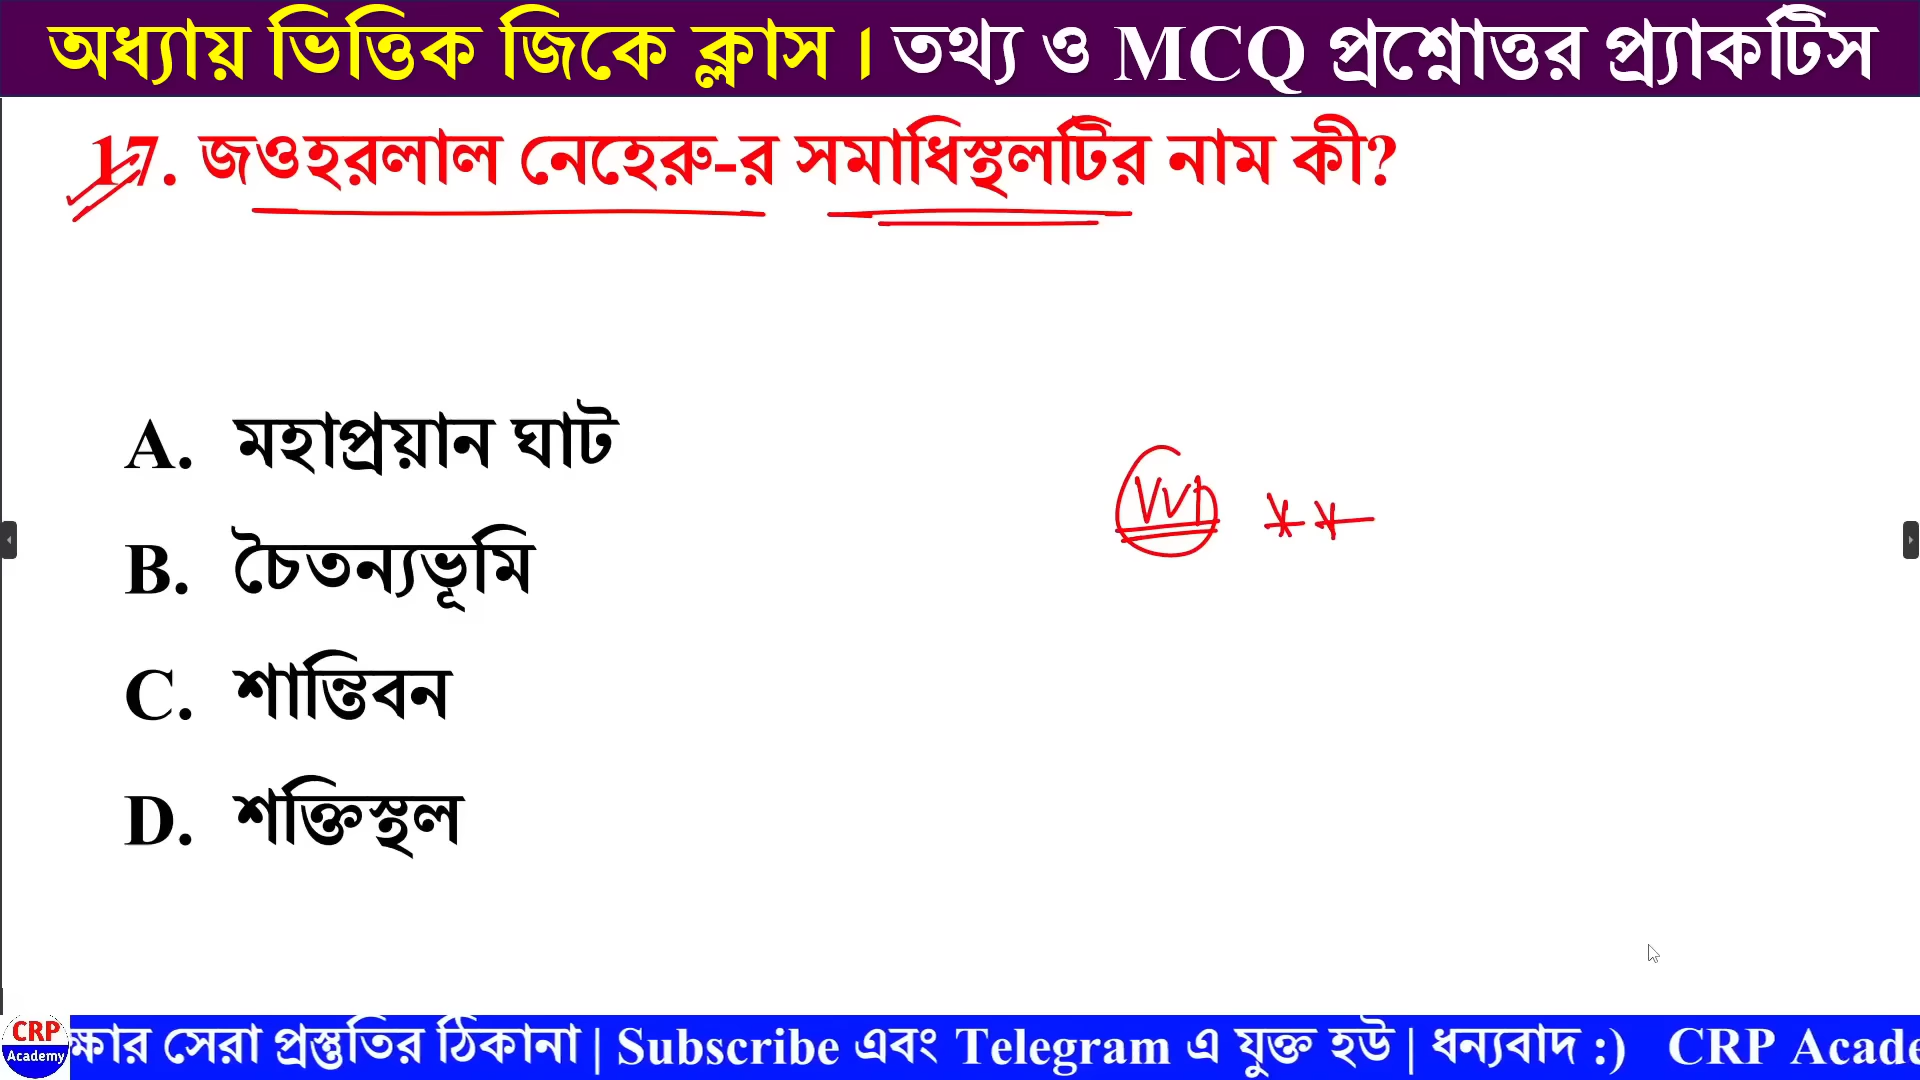 অধ্যায় ভিত্তিক জিকে ক্লাস । তথ্য ও MCQ প্রশ্নোত্তর প্র্যাকটিস
17. জওহরলাল নেহেরু-র সমাধিস্থলটির নাম কী?
A. মহাপ্রয়ান ঘাট
B. চৈতন্যভূমি
C. শান্তিবন
D. শক্তিস্থল
VVI **
CRP Academy
ক্ষার সেরা প্রস্তুতির ঠিকানা | Subscribe এবং Telegram এ যুক্ত হউ | ধন্যবাদ :) CRP Acade